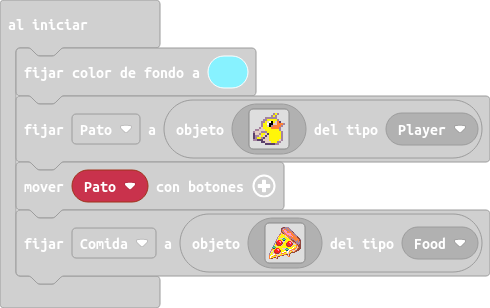 al iniciar
fijar color de fondo a
fijar Pato a objeto del tipo Player
mover Pato con botones
fijar Comida a objeto del tipo Food